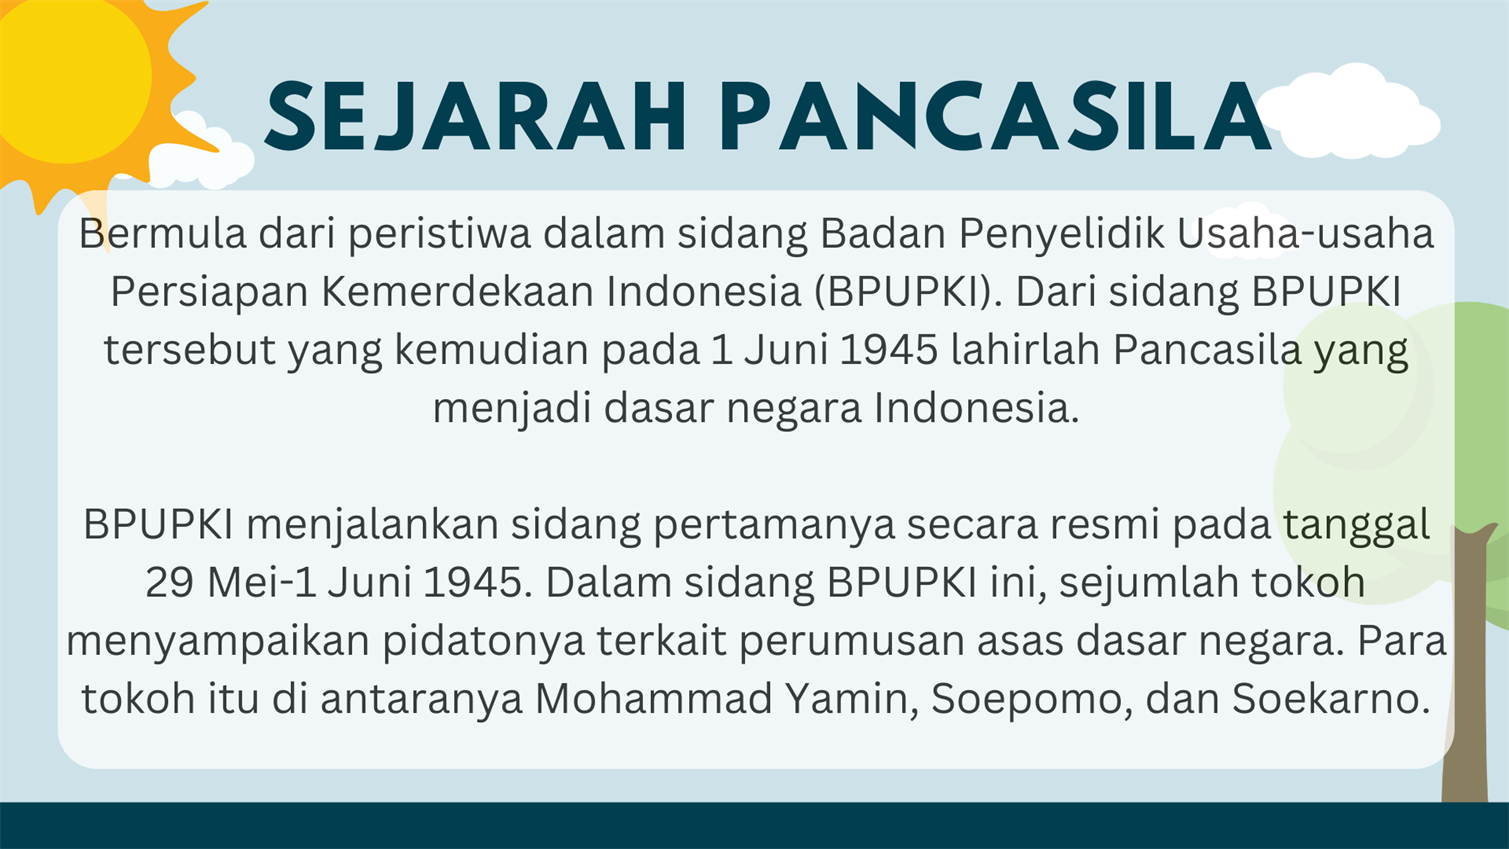 SEJARAH PANCASILA
Bermula dari peristiwa dalam sidang Badan Penyelidik Usaha-usaha
Persiapan Kemerdekaan Indonesia (BPUPKI). Dari sidang BPUPKI
tersebut yang kemudian pada 1 Juni 1945 lahirlah Pancasila yang
menjadi dasar negara Indonesia.
BPUPKI menjalankan sidang pertamanya secara resmi pada tanggal
29 Mei-1 Juni 1945. Dalam sidang BPUPKI ini, sejumlah tokoh
menyampaikan pidatonya terkait perumusan asas dasar negara. Para
tokoh itu di antaranya Mohammad Yamin, Soepomo, dan Soekarno.